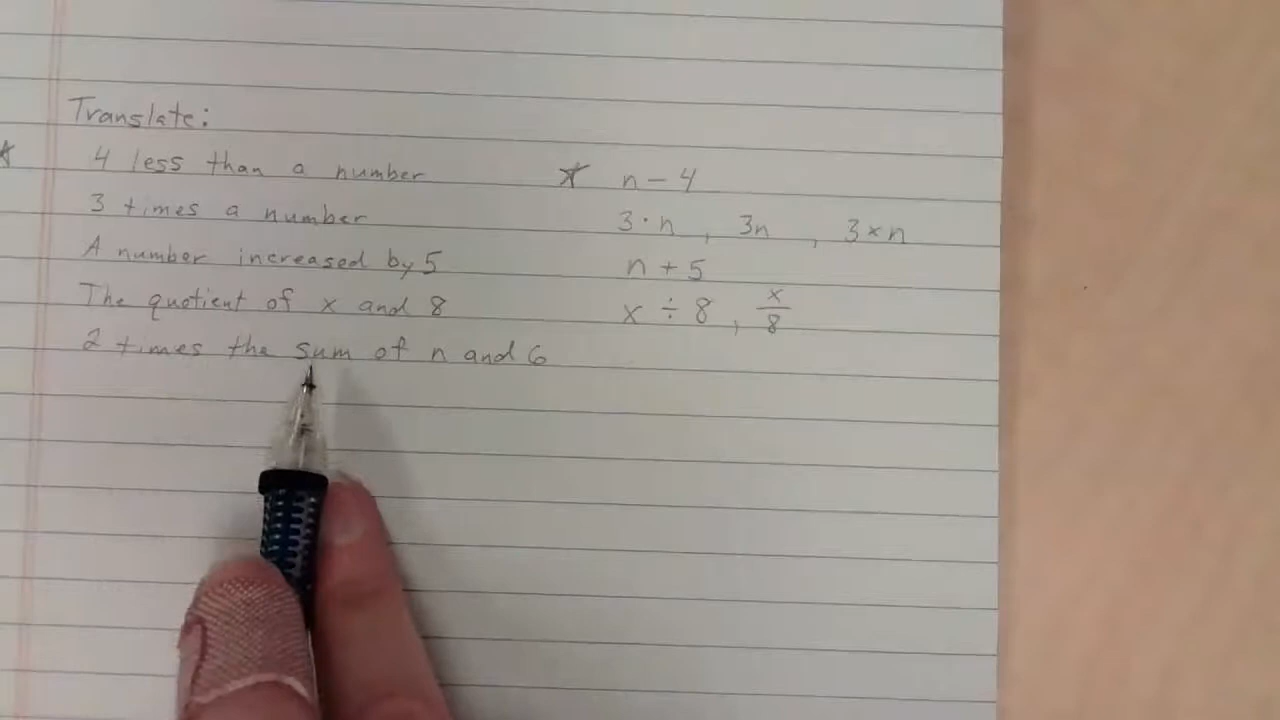 Translate:
★ 4 less than a number ★ n - 4
3 times a number 3 · n , 3n , 3 × n
A number increased by 5 n + 5
The quotient of x and 8 x ÷ 8 , x/8
2 times the sum of n and 6